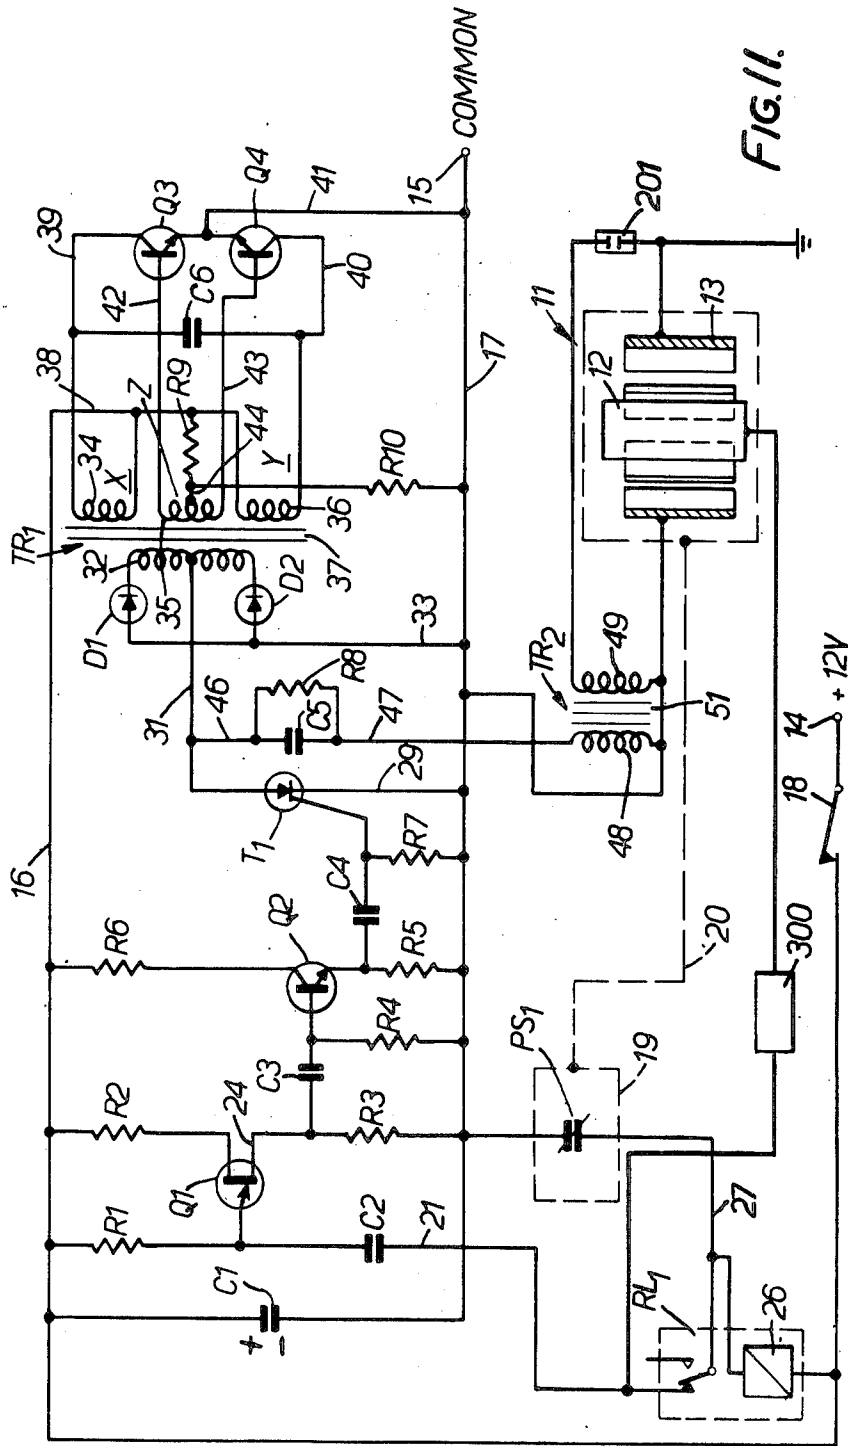 16
R1
R2
R6
Q1
24
C1
+
−
C2
21
R3
C3
R4
Q2
R5
C4
R7
T1
29
31
46
C5
R8
47
33
D1
D2
TR1
32
35
37
34
X
Z
Y
36
38
R9
44
43
R10
42
C6
39
Q3
Q4
41
40
17
15
COMMON
RL1
26
27
PS1
19
20
300
18
14
+ 12V
48
TR2
49
51
11
12
13
201
FIG.11.